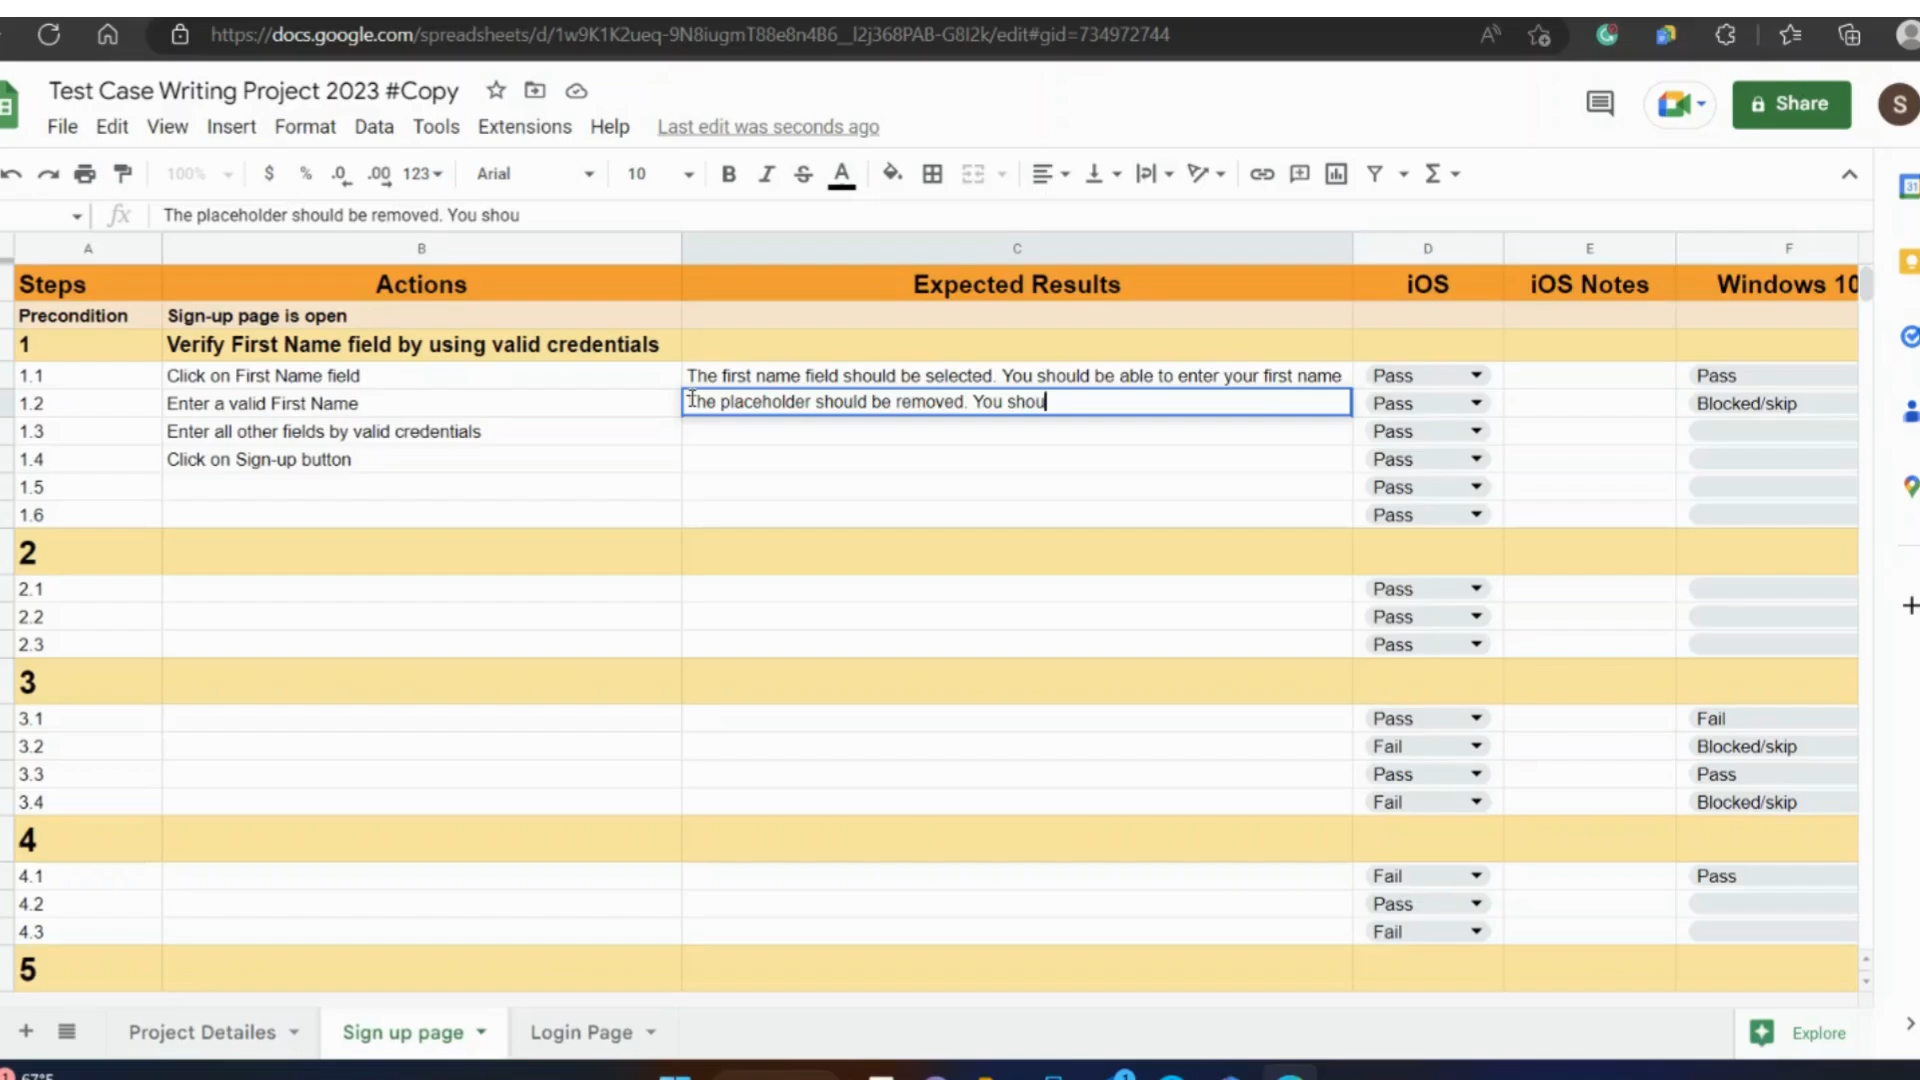 https://docs.google.com/spreadsheets/d/1w9K1K2ueq-9N8iugmT88e8n4B6__l2j368PAB-G8I2k/edit#gid=734972744
Test Case Writing Project 2023 #Copy
Share
S
File Edit View Insert Format Data Tools Extensions Help Last edit was seconds ago
100% $ % .0 .00 123 Arial 10 B I S A
fx The placeholder should be removed. You shou
A B C D E F
Steps Actions Expected Results iOS iOS Notes Windows 10
Precondition Sign-up page is open
1 Verify First Name field by using valid credentials
1.1 Click on First Name field The first name field should be selected. You should be able to enter your first name Pass Pass
1.2 Enter a valid First Name The placeholder should be removed. You shou Pass Blocked/skip
1.3 Enter all other fields by valid credentials Pass
1.4 Click on Sign-up button Pass
1.5 Pass
1.6 Pass
2
2.1 Pass
2.2 Pass
2.3 Pass
3
3.1 Pass Fail
3.2 Fail Blocked/skip
3.3 Pass Pass
3.4 Fail Blocked/skip
4
4.1 Fail Pass
4.2 Pass
4.3 Fail
5
Project Detailes Sign up page Login Page Explore